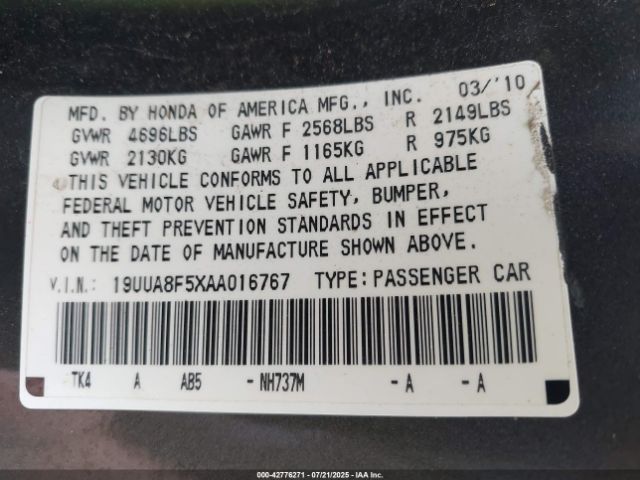 MFD. BY HONDA OF AMERICA MFG., INC. 03/'10
GVWR 4696LBS GAWR F 2568LBS R 2149LBS
GVWR 2130KG GAWR F 1165KG R 975KG
THIS VEHICLE CONFORMS TO ALL APPLICABLE
FEDERAL MOTOR VEHICLE SAFETY, BUMPER,
AND THEFT PREVENTION STANDARDS IN EFFECT
ON THE DATE OF MANUFACTURE SHOWN ABOVE.
V.I.N.: 19UUA8F5XAA016767 TYPE: PASSENGER CAR
TK4 A AB5 - NH737M - A - A
000-42776271 07/21/2025 IAAI.com